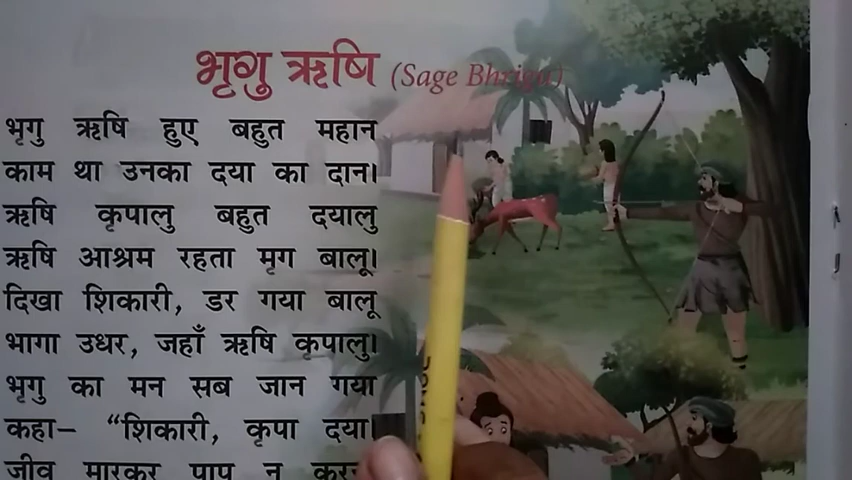 भृगु ऋषि (Sage Bhrigu)
भृगु ऋषि हुए बहुत महान
काम था उनका दया का दान।
ऋषि कृपालु बहुत दयालु
ऋषि आश्रम रहता मृग बालू।
दिखा शिकारी, डर गया बालू
भागा उधर, जहाँ ऋषि कृपालु।
भृगु का मन सब जान गया
कहा– “शिकारी, कृपा दया।
जीव मारकर पाप न